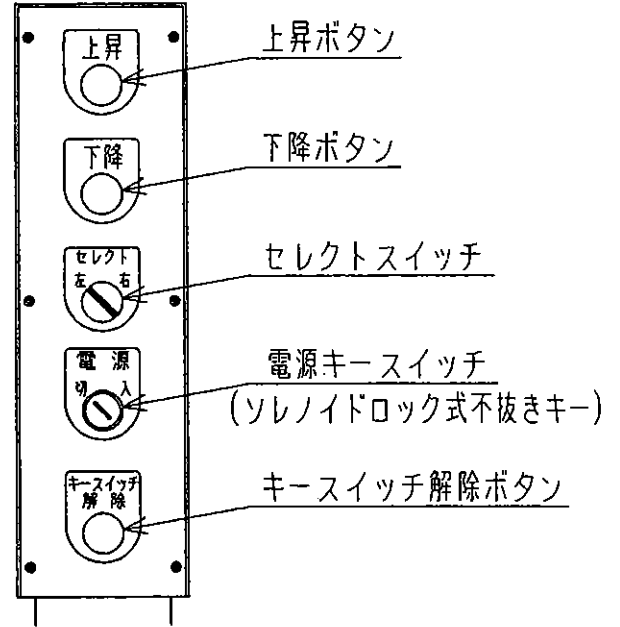 上昇
上昇ボタン
下降
下降ボタン
セレクト
左 右
セレクトスイッチ
電源
切 入
電源キースイッチ
(ソレノイドロック式不抜きキー)
キースイッチ
解除
キースイッチ解除ボタン